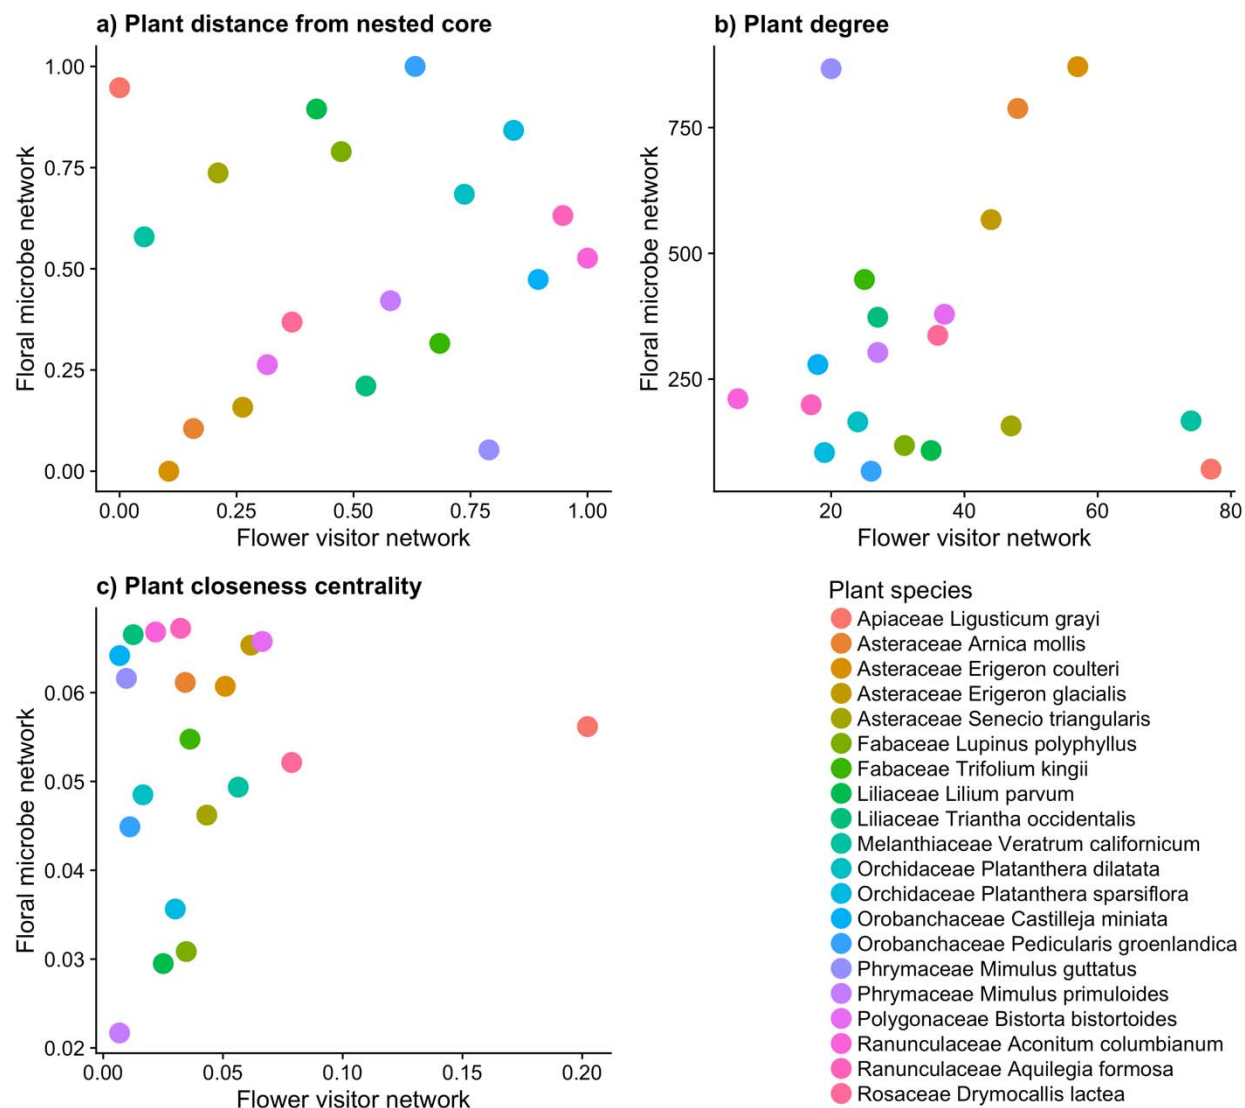 a) Plant distance from nested core
1.00
0.75
0.50
0.25
0.00
Floral microbe network
0.00 0.25 0.50 0.75 1.00
Flower visitor network
b) Plant degree
750
500
250
Floral microbe network
20 40 60 80
Flower visitor network
c) Plant closeness centrality
0.06
0.05
0.04
0.03
0.02
Floral microbe network
0.00 0.05 0.10 0.15 0.20
Flower visitor network
Plant species
Apiaceae Ligusticum grayi
Asteraceae Arnica mollis
Asteraceae Erigeron coulteri
Asteraceae Erigeron glacialis
Asteraceae Senecio triangularis
Fabaceae Lupinus polyphyllus
Fabaceae Trifolium kingii
Liliaceae Lilium parvum
Liliaceae Triantha occidentalis
Melanthiaceae Veratrum californicum
Orchidaceae Platanthera dilatata
Orchidaceae Platanthera sparsiflora
Orobanchaceae Castilleja miniata
Orobanchaceae Pedicularis groenlandica
Phrymaceae Mimulus guttatus
Phrymaceae Mimulus primuloides
Polygonaceae Bistorta bistortoides
Ranunculaceae Aconitum columbianum
Ranunculaceae Aquilegia formosa
Rosaceae Drymocallis lactea